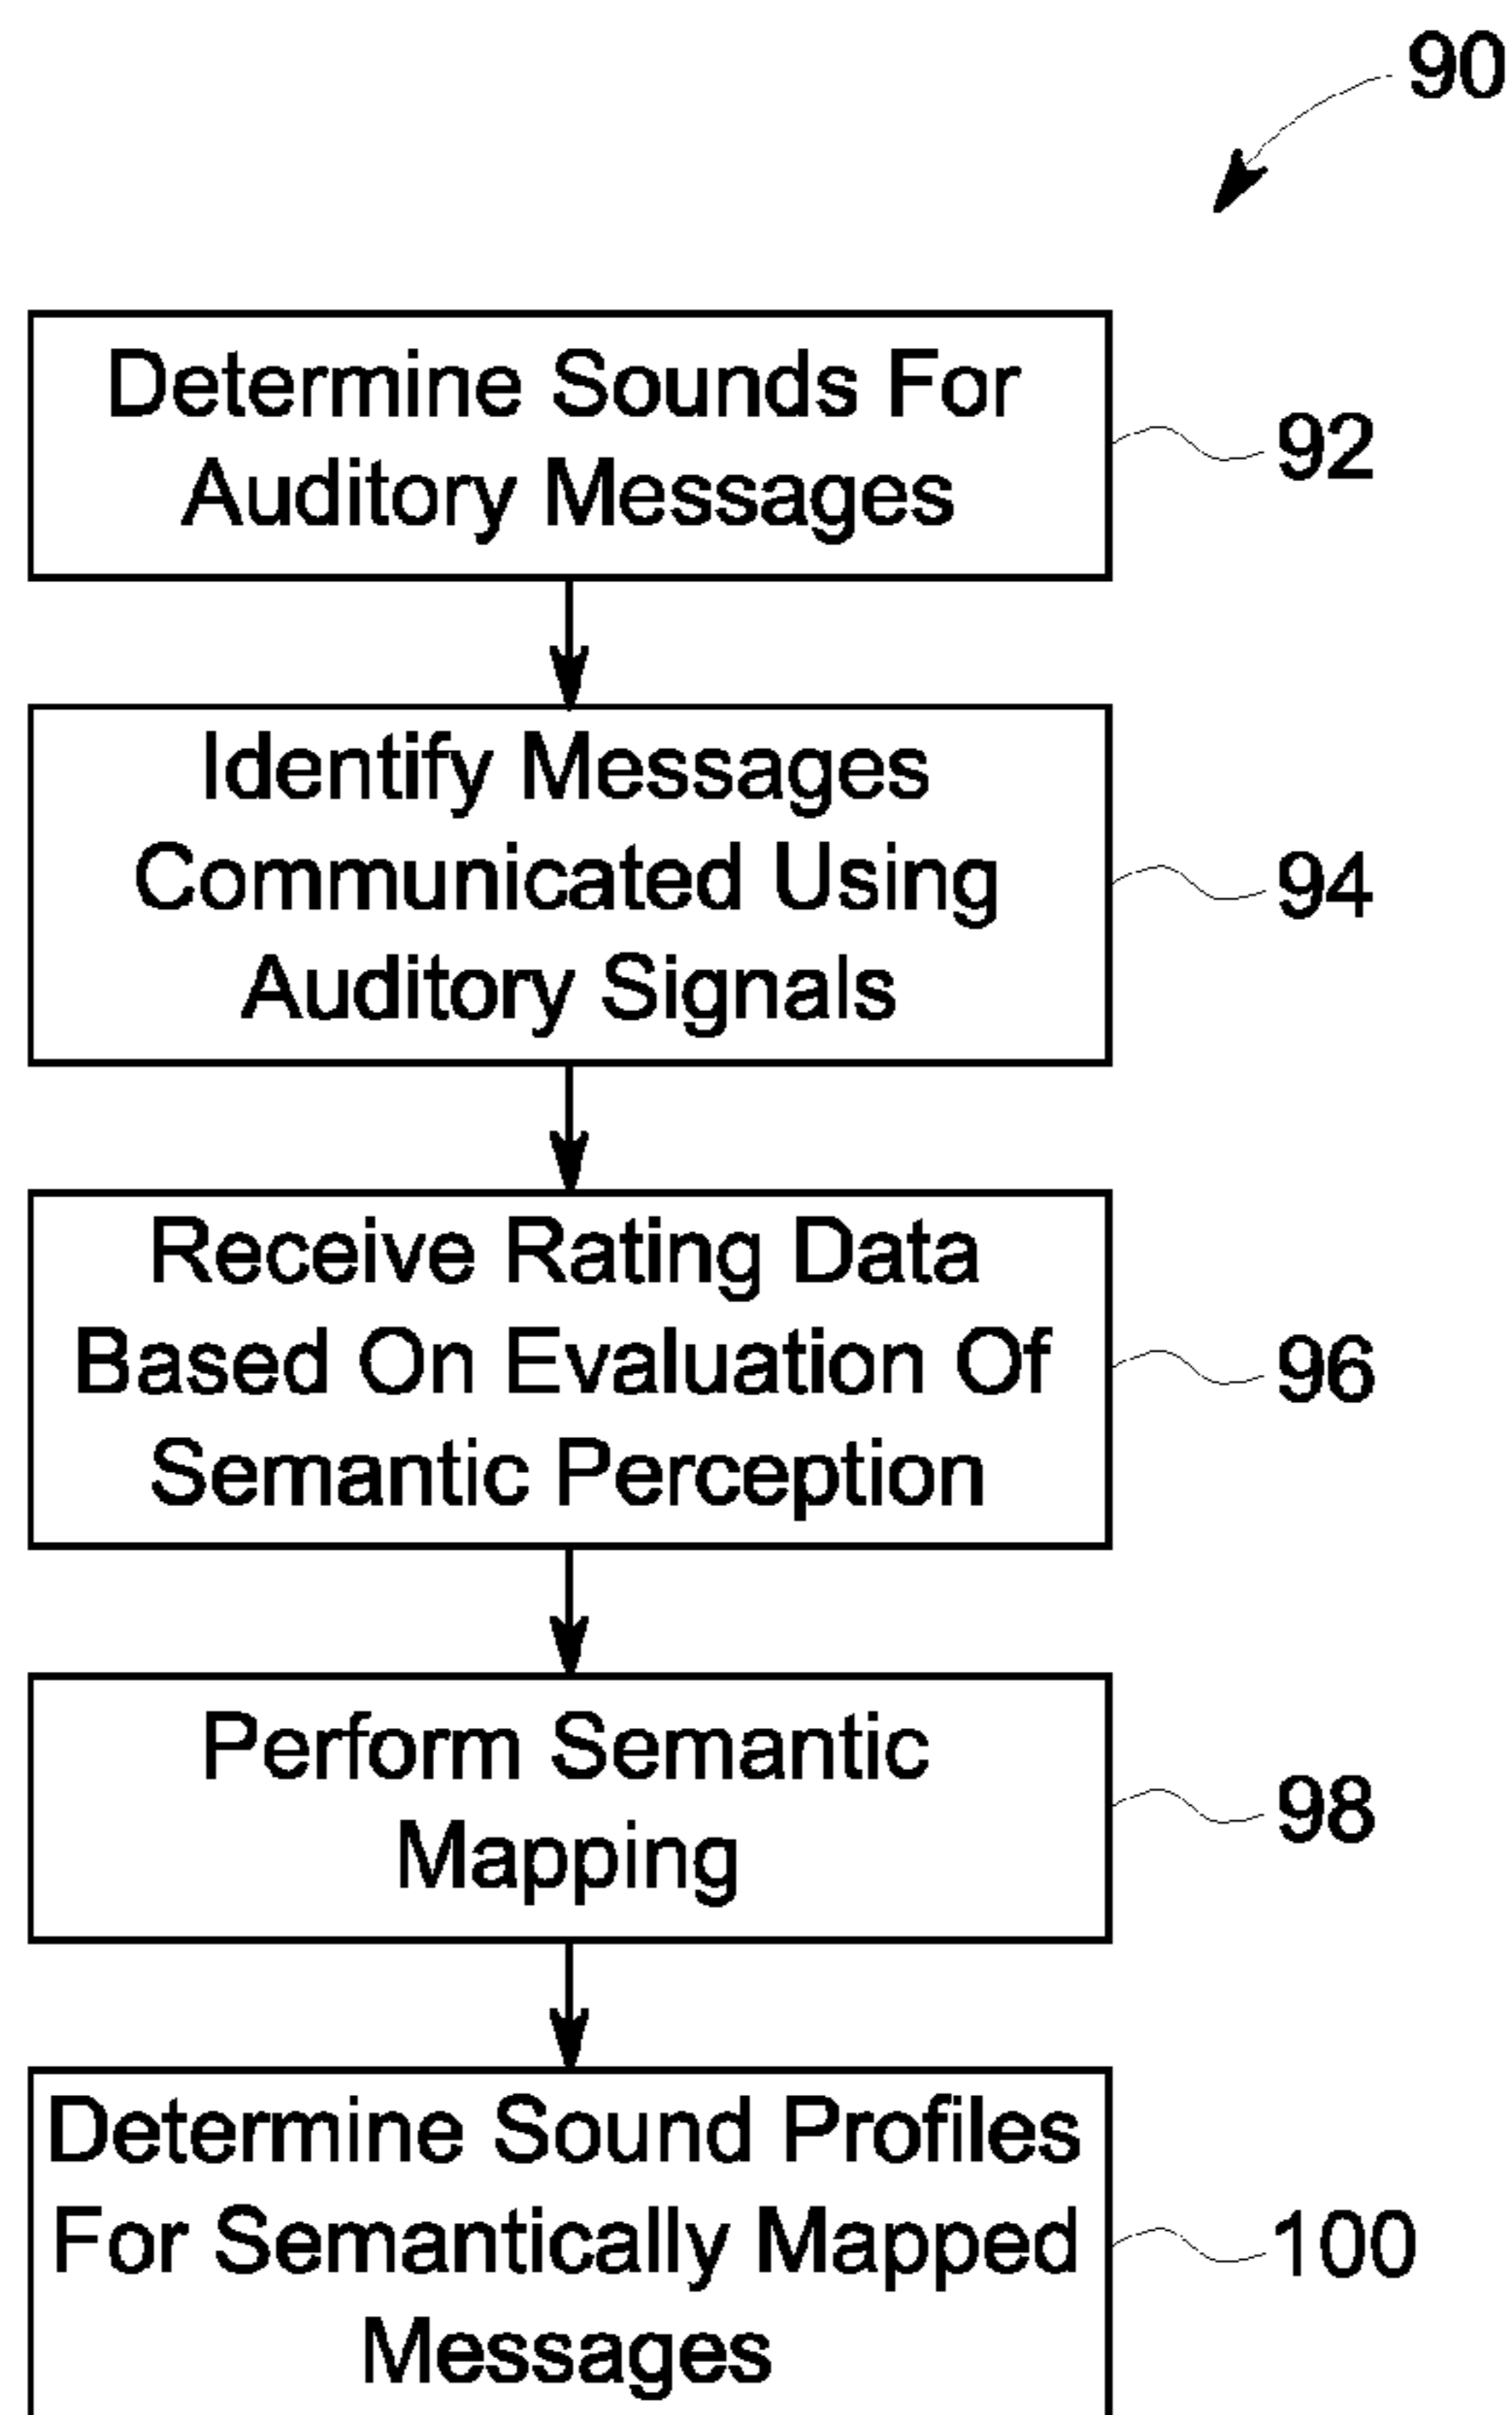 90
Determine Sounds For
Auditory Messages
92
Identify Messages
Communicated Using
Auditory Signals
94
Receive Rating Data
Based On Evaluation Of
Semantic Perception
96
Perform Semantic
Mapping
98
Determine Sound Profiles
For Semantically Mapped
Messages
100